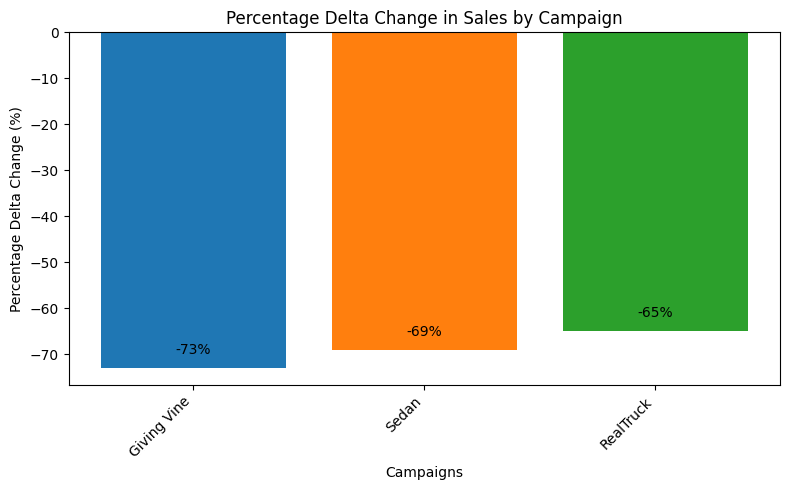 Percentage Delta Change in Sales by Campaign
Percentage Delta Change (%)
0
−10
−20
−30
−40
−50
−60
−70
-73%
-69%
-65%
Giving Vine
Sedan
RealTruck
Campaigns